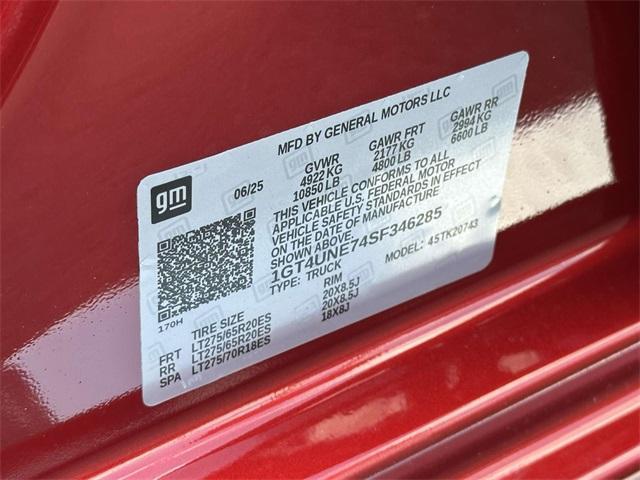 MFD BY GENERAL MOTORS LLC
gm
06/25
GVWR GAWR FRT GAWR RR
4922 KG 2177 KG 2994 KG
10850 LB 4800 LB 6600 LB
THIS VEHICLE CONFORMS TO ALL
APPLICABLE U.S. FEDERAL MOTOR
VEHICLE SAFETY STANDARDS IN EFFECT
ON THE DATE OF MANUFACTURE
SHOWN ABOVE.
1GT4UNE74SF346285
TYPE: TRUCK MODEL: 45TK20743
170H
TIRE SIZE RIM
FRT LT275/65R20ES 20X8.5J
RR LT275/65R20ES 20X8.5J
SPA LT275/70R18ES 18X8J